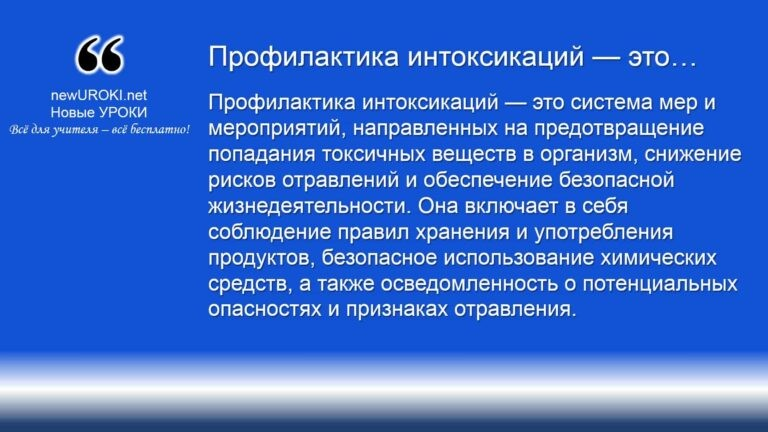 ❝
newUROKI.net
Новые УРОКИ
Всё для учителя – всё бесплатно!
Профилактика интоксикаций — это…
Профилактика интоксикаций — это система мер и
мероприятий, направленных на предотвращение
попадания токсичных веществ в организм, снижение
рисков отравлений и обеспечение безопасной
жизнедеятельности. Она включает в себя
соблюдение правил хранения и употребления
продуктов, безопасное использование химических
средств, а также осведомленность о потенциальных
опасностях и признаках отравления.